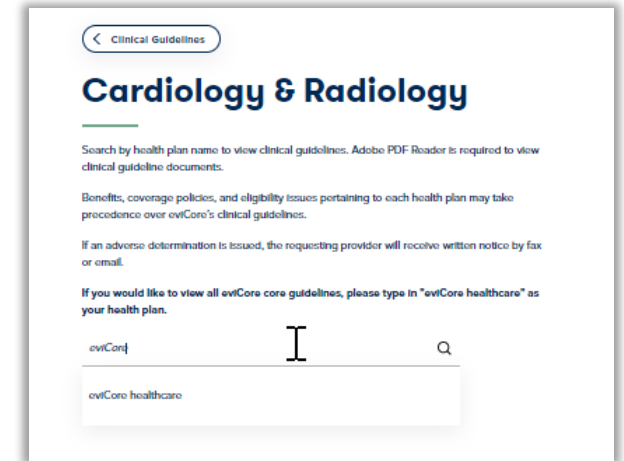 Clinical Guidelines
Cardiology & Radiology
Search by health plan name to view clinical guidelines. Adobe PDF Reader is required to view
clinical guideline documents.
Benefits, coverage policies, and eligibility issues pertaining to each health plan may take
precedence over eviCore's clinical guidelines.
If an adverse determination is issued, the requesting provider will receive written notice by fax
or email.
If you would like to view all eviCore core guidelines, please type in "eviCore healthcare" as
your health plan.
eviCore
eviCore healthcare